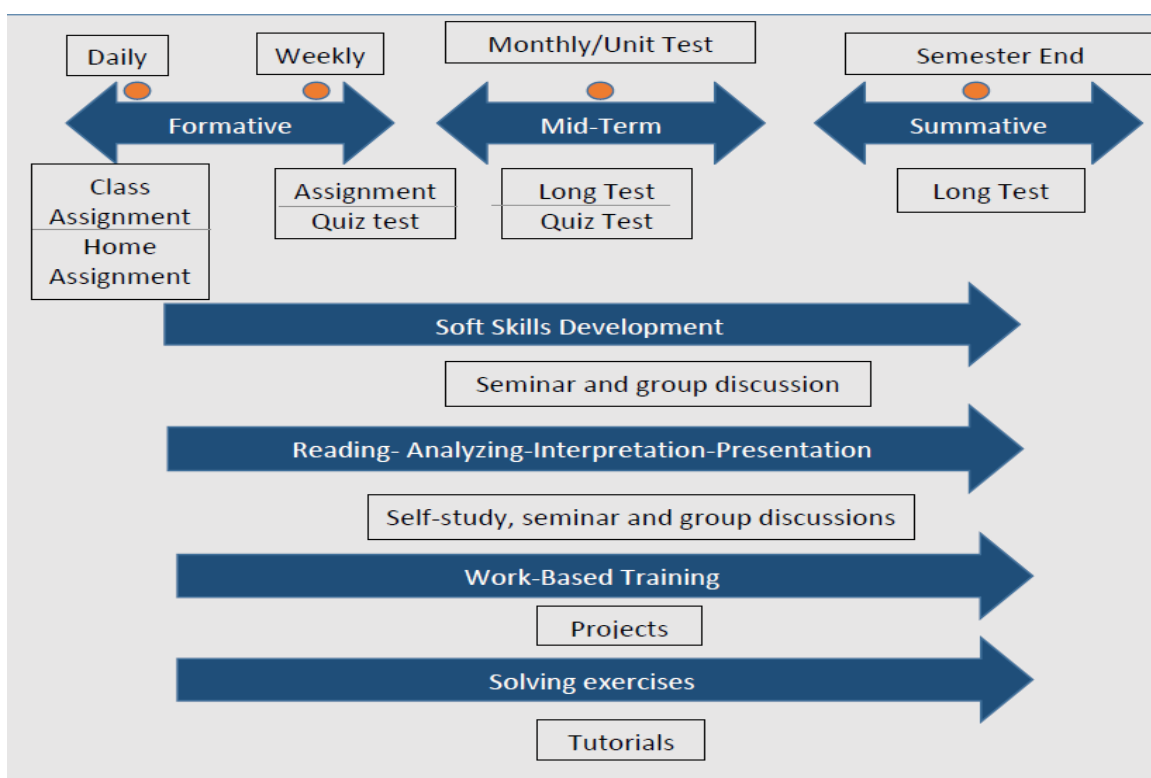 Daily
Weekly
Monthly/Unit Test
Semester End
Formative
Mid-Term
Summative
Class
Assignment
Home
Assignment
Assignment
Quiz test
Long Test
Quiz Test
Long Test
Soft Skills Development
Seminar and group discussion
Reading- Analyzing-Interpretation-Presentation
Self-study, seminar and group discussions
Work-Based Training
Projects
Solving exercises
Tutorials